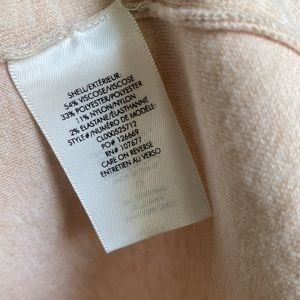 SHELL/EXTÉRIEUR:
54% VISCOSE/VISCOSE
33% POLYESTER/POLYESTER
11% NYLON/NYLON
2% ELASTANE/ÉLASTHANNE
STYLE#/NUMÉRO DE MODÈLE:
CL000525712
PO# 126669
RN# 107677
CARE ON REVERSE
ENTRETIEN AU VERSO